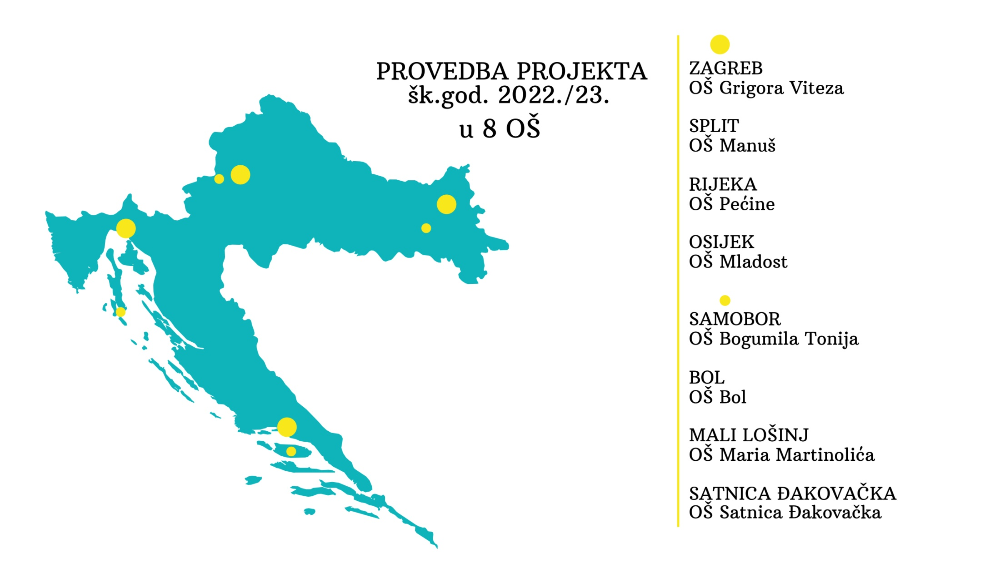 PROVEDBA PROJEKTA
šk.god. 2022./23.
u 8 OŠ
ZAGREB
OŠ Grigora Viteza
SPLIT
OŠ Manuš
RIJEKA
OŠ Pećine
OSIJEK
OŠ Mladost
SAMOBOR
OŠ Bogumila Tonija
BOL
OŠ Bol
MALI LOŠINJ
OŠ Maria Martinolića
SATNICA ĐAKOVAČKA
OŠ Satnica Đakovačka